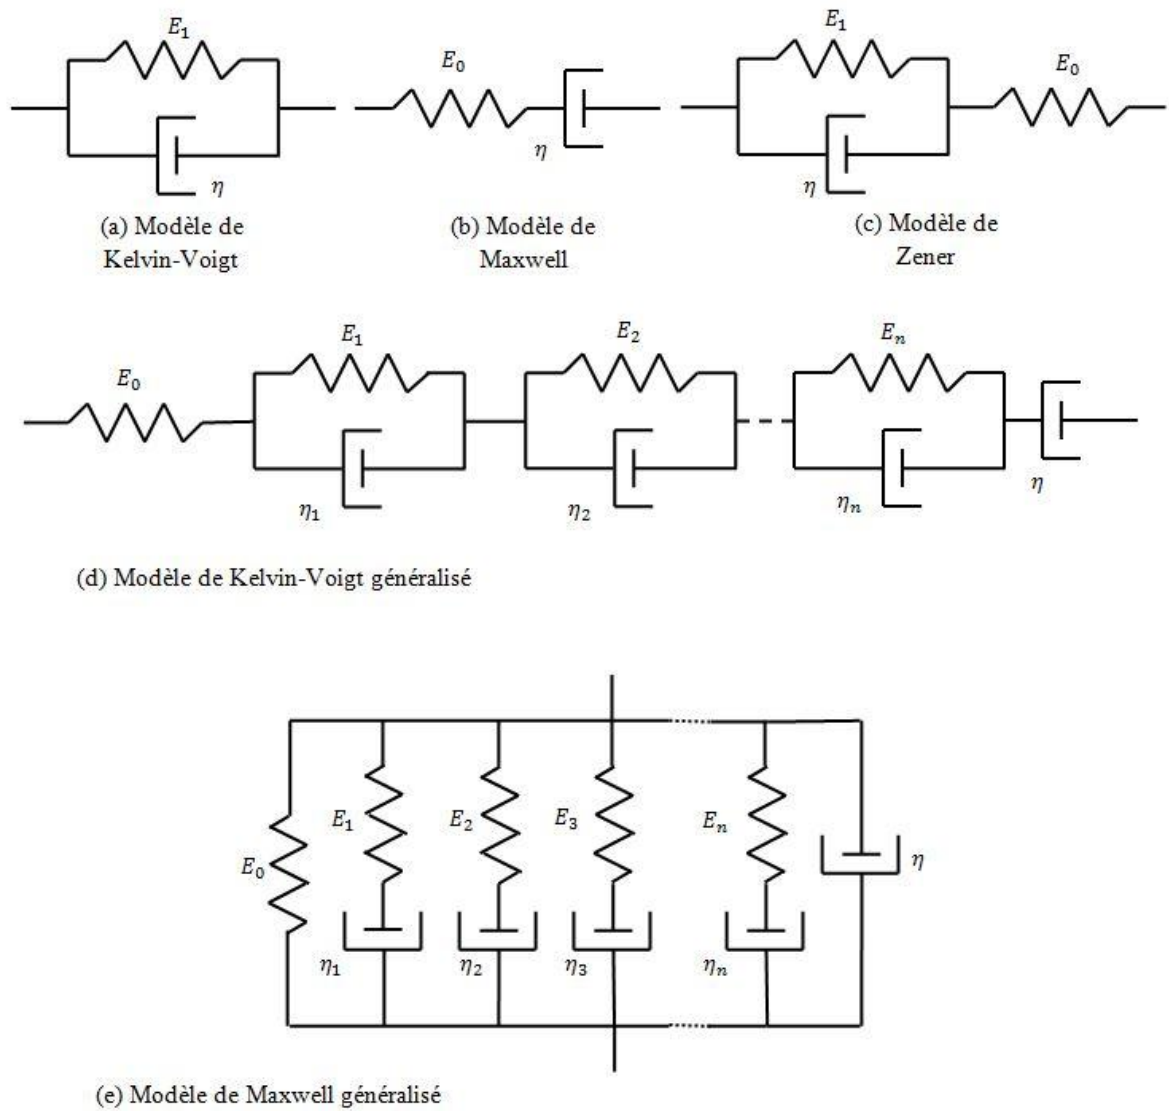 E₁
η
(a) Modèle de
Kelvin-Voigt
E₀
η
(b) Modèle de
Maxwell
E₁
E₀
η
(c) Modèle de
Zener
E₀
E₁
E₂
Eₙ
η₁
η₂
ηₙ
η
(d) Modèle de Kelvin-Voigt généralisé
E₀
E₁
E₂
E₃
Eₙ
η
η₁
η₂
η₃
ηₙ
(e) Modèle de Maxwell généralisé